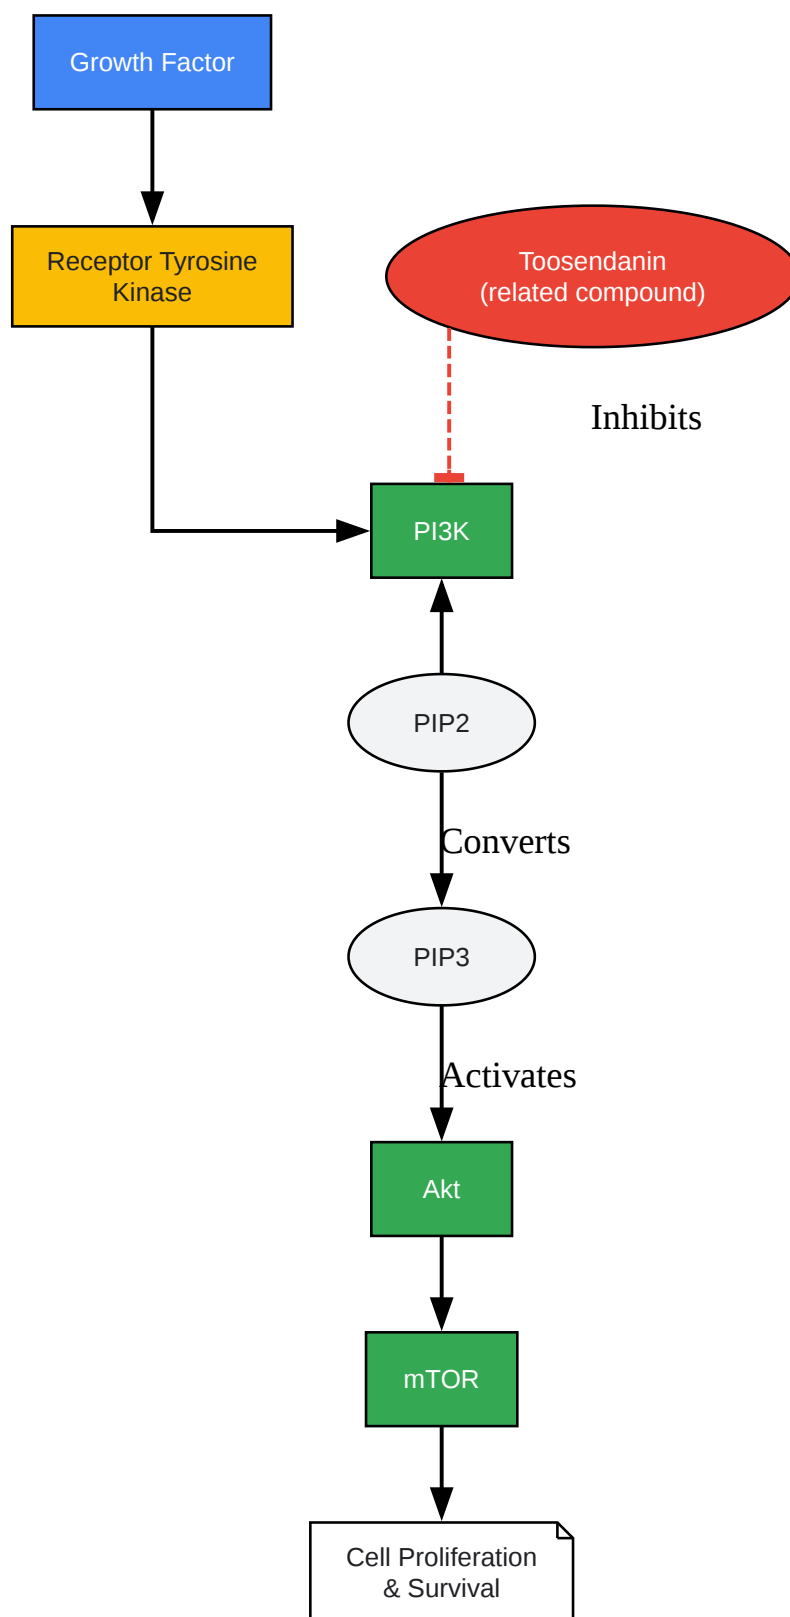 Growth Factor
Receptor Tyrosine
Kinase
Toosendanin
(related compound)
Inhibits
PI3K
PIP2
Converts
PIP3
Activates
Akt
mTOR
Cell Proliferation
& Survival